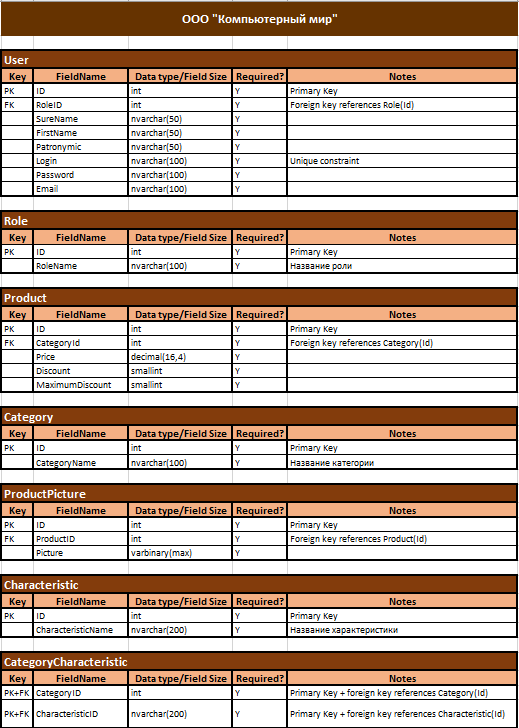 ООО "Компьютерный мир"
User
Key FieldName Data type/Field Size Required? Notes
PK ID int Y Primary Key
FK RoleID int Y Foreign key references Role(Id)
SureName nvarchar(50) Y
FirstName nvarchar(50) Y
Patronymic nvarchar(50) Y
Login nvarchar(100) Y Unique constraint
Password nvarchar(100) Y
Email nvarchar(100) Y
Role
Key FieldName Data type/Field Size Required? Notes
PK ID int Y Primary Key
RoleName nvarchar(100) Y Название роли
Product
Key FieldName Data type/Field Size Required? Notes
PK ID int Y Primary Key
FK CategoryId int Y Foreign key references Category(Id)
Price decimal(16,4) Y
Discount smallint Y
MaximumDiscount smallint Y
Category
Key FieldName Data type/Field Size Required? Notes
PK ID int Y Primary Key
CategoryName nvarchar(100) Y Название категории
ProductPicture
Key FieldName Data type/Field Size Required? Notes
PK ID int Y Primary Key
FK ProductID int Y Foreign key references Product(Id)
Picture varbinary(max) Y
Characteristic
Key FieldName Data type/Field Size Required? Notes
PK ID int Y Primary Key
CharacteristicName nvarchar(200) Y Название характеристики
CategoryCharacteristic
Key FieldName Data type/Field Size Required? Notes
PK+FK CategoryID int Y Primary Key + foreign key references Category(Id)
PK+FK CharacteristicID nvarchar(200) Y Primary Key + foreign key references Characteristic(Id)